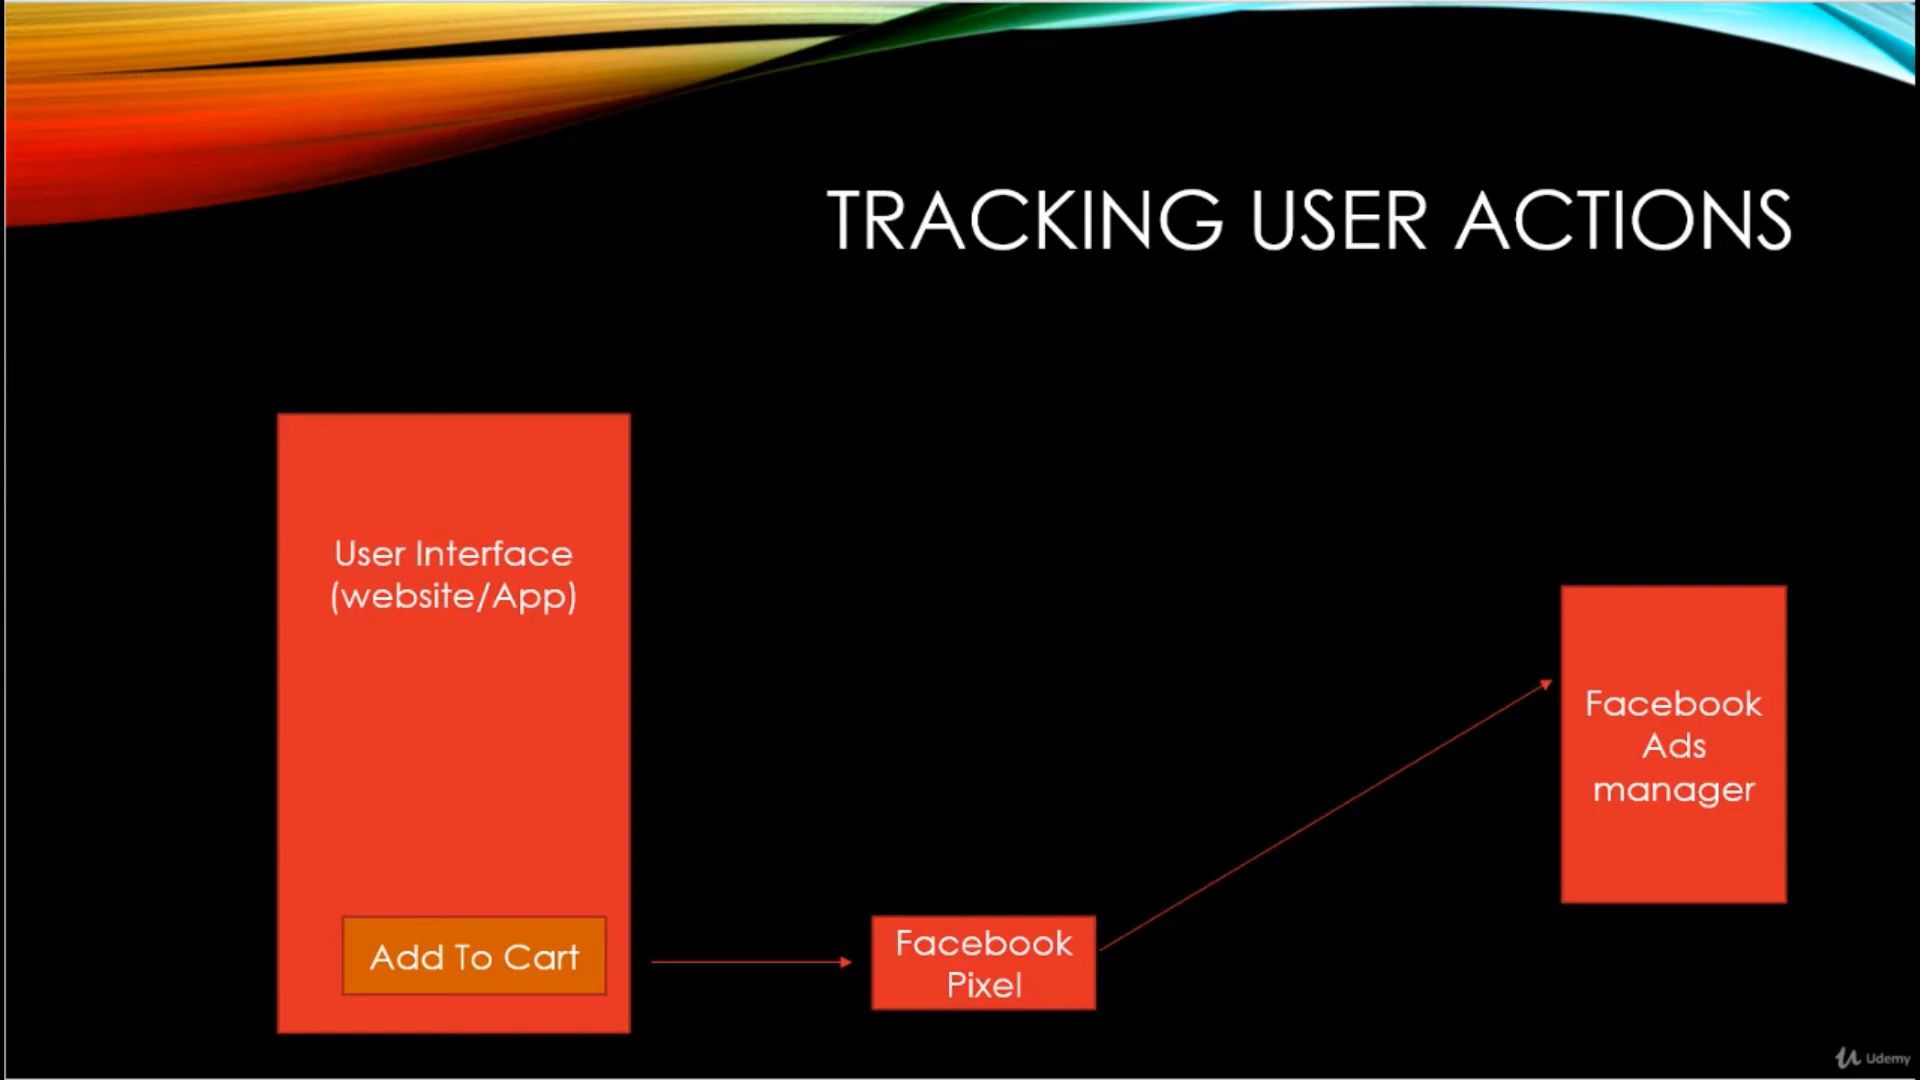 TRACKING USER ACTIONS
User Interface
(website/App)
Add To Cart
Facebook
Pixel
Facebook
Ads
manager
Udemy